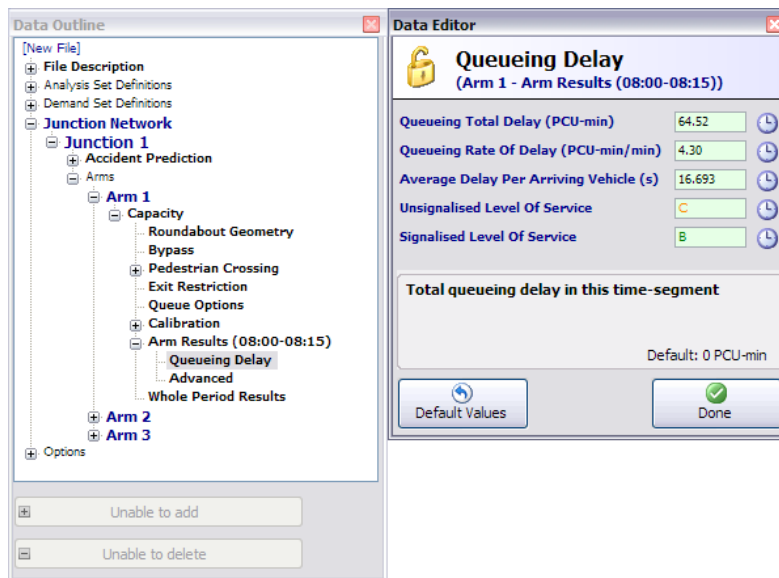 Data Outline
[New File]
File Description
Analysis Set Definitions
Demand Set Definitions
Junction Network
Junction 1
Accident Prediction
Arms
Arm 1
Capacity
Roundabout Geometry
Bypass
Pedestrian Crossing
Exit Restriction
Queue Options
Calibration
Arm Results (08:00-08:15)
Queueing Delay
Advanced
Whole Period Results
Arm 2
Arm 3
Options
Unable to add
Unable to delete
Data Editor
Queueing Delay
(Arm 1 - Arm Results (08:00-08:15))
Queueing Total Delay (PCU-min) 64.52
Queueing Rate Of Delay (PCU-min/min) 4.30
Average Delay Per Arriving Vehicle (s) 16.693
Unsignalised Level Of Service C
Signalised Level Of Service B
Total queueing delay in this time-segment
Default: 0 PCU-min
Default Values
Done